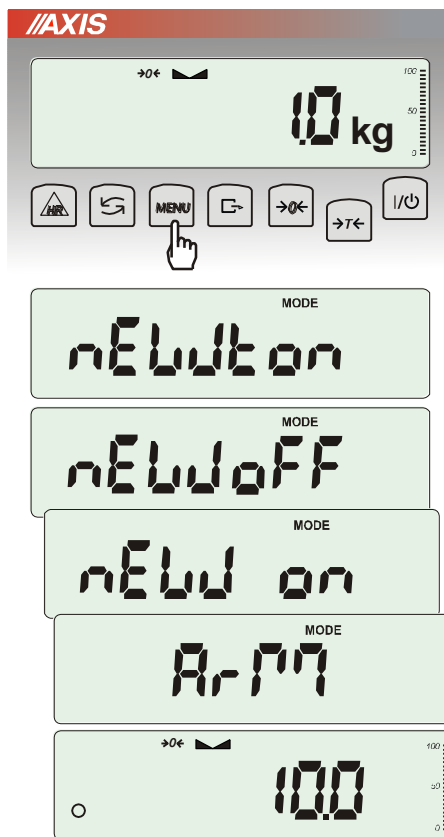 //AXIS
→0← 100
50
1.0 kg
0
HR MENU →0← →T← I/⏻
MODE
nEWton
MODE
nEWoFF
MODE
nEW on
MODE
ArM
→0← 100
50
10.0
0